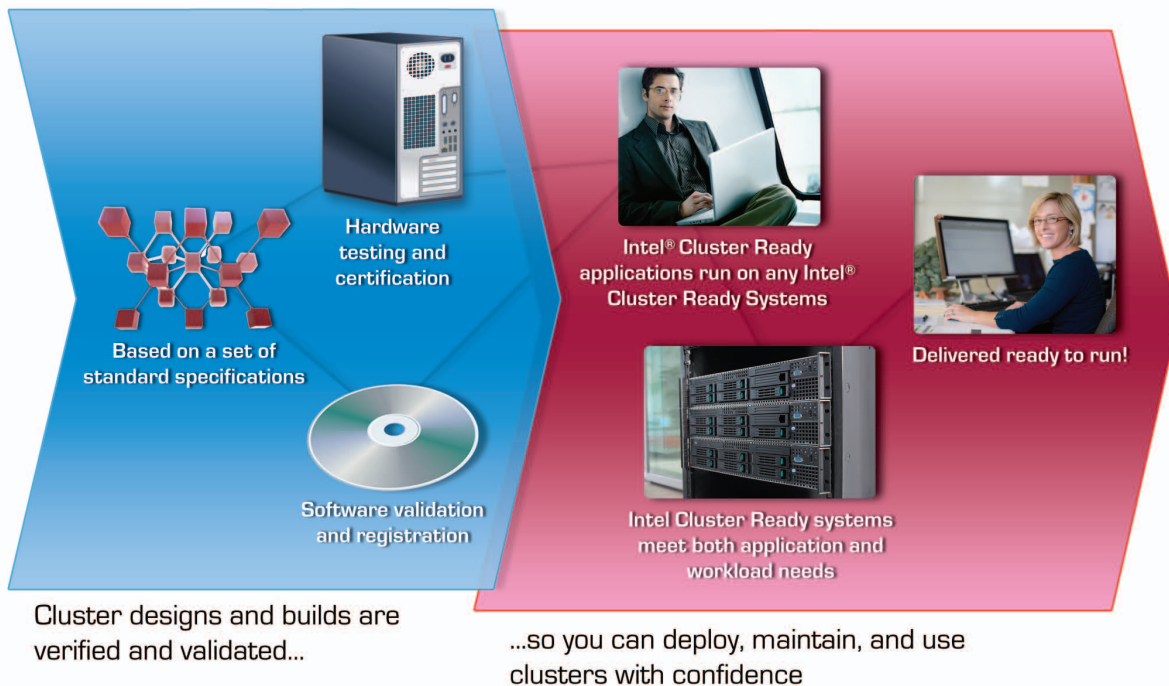 Hardware
testing and
certification
Based on a set of
standard specifications
Software validation
and registration
Intel® Cluster Ready
applications run on any Intel®
Cluster Ready Systems
Intel Cluster Ready systems
meet both application and
workload needs
Delivered ready to run!
Cluster designs and builds are
verified and validated...
...so you can deploy, maintain, and use
clusters with confidence